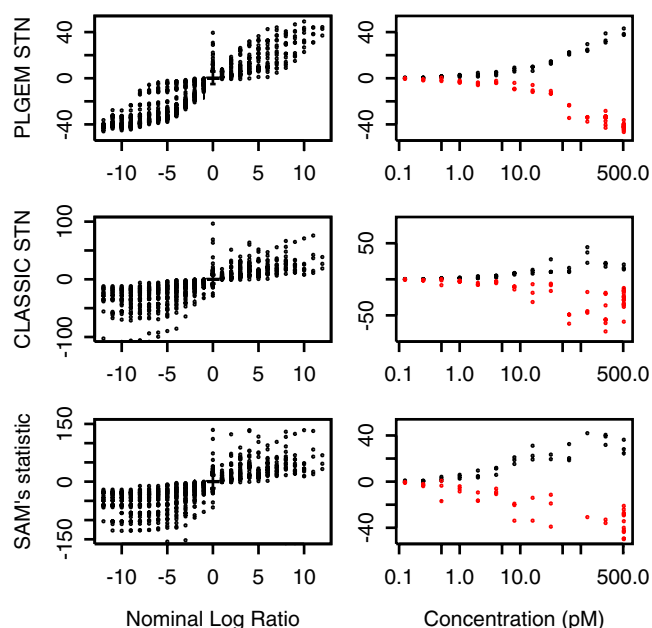 PLGEM STN
40
0
-40
-10 -5 0 5 10
40
0
-40
0.1 1.0 10.0 500.0
CLASSIC STN
100
0
-100
-10 -5 0 5 10
50
0
-50
0.1 1.0 10.0 500.0
SAM's statistic
150
0
-150
-10 -5 0 5 10
40
0
-40
0.1 1.0 10.0 500.0
Nominal Log Ratio
Concentration (pM)